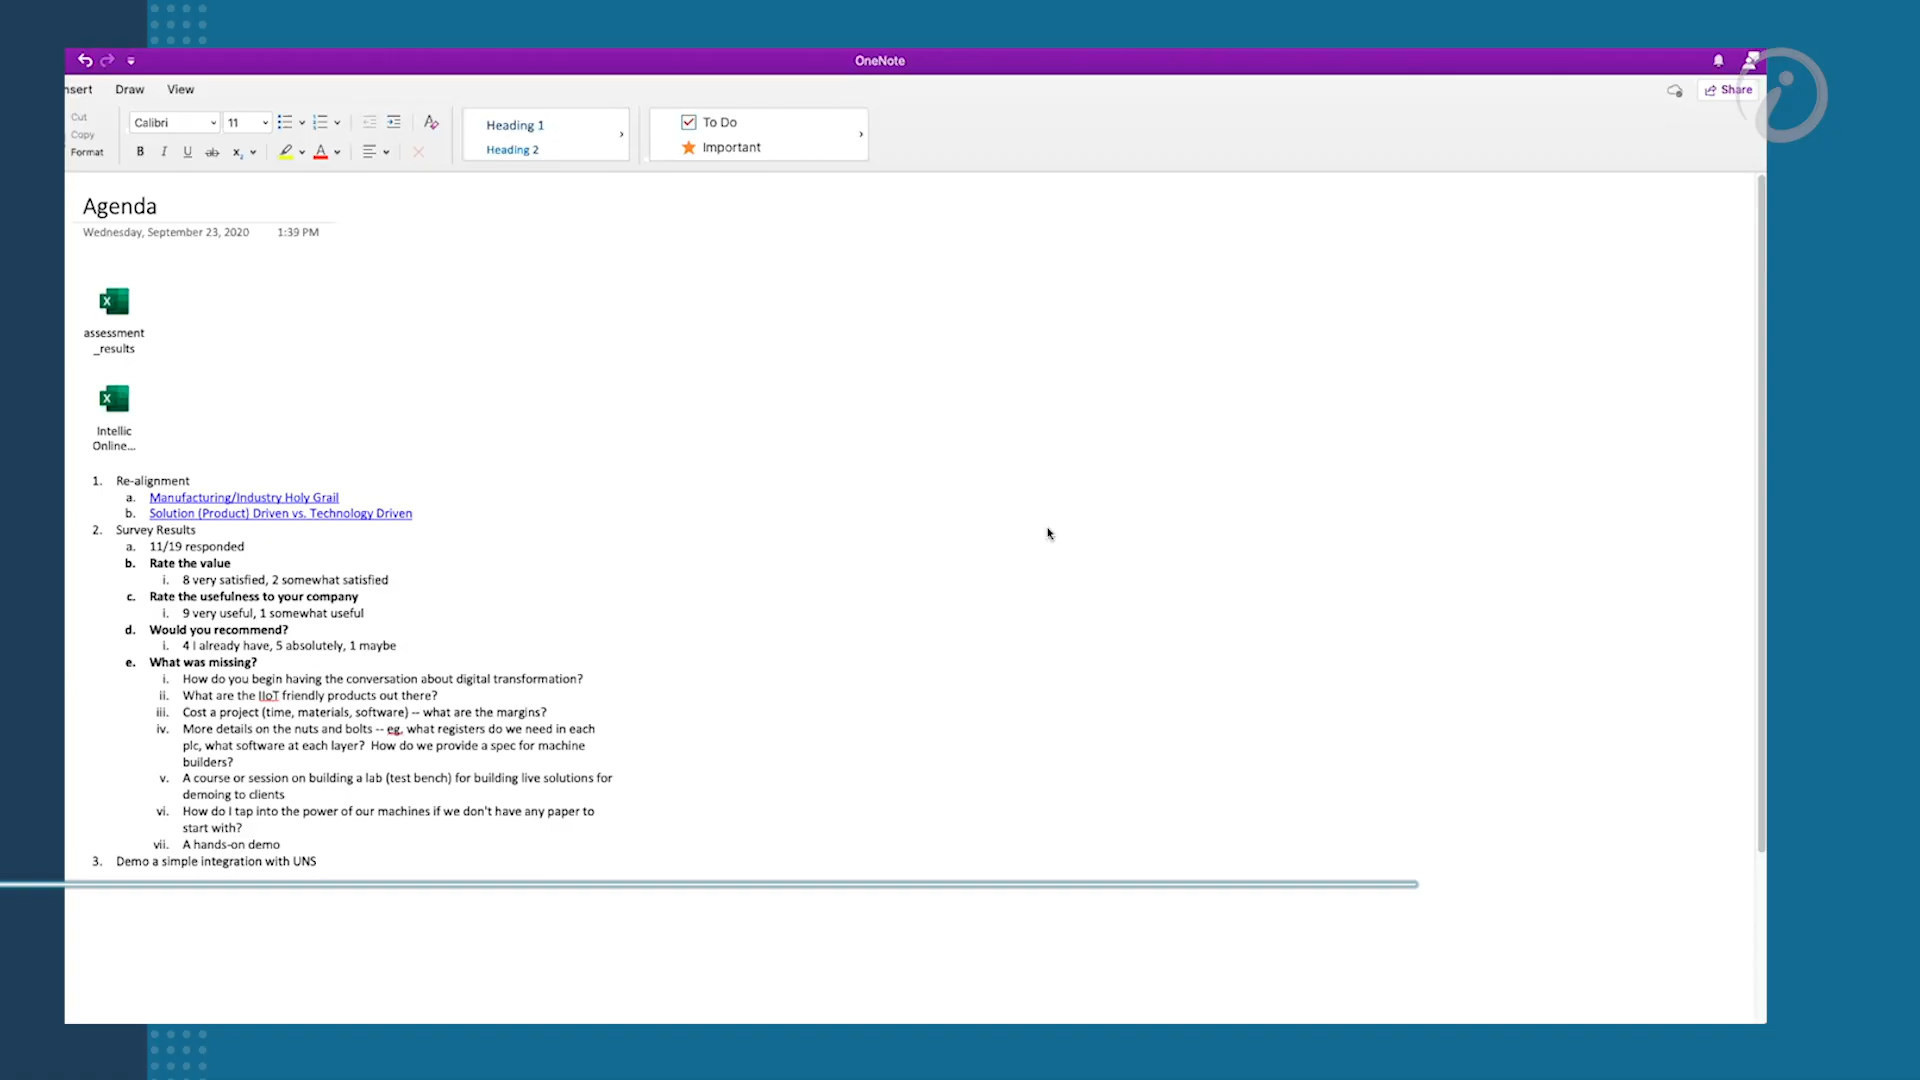 OneNote
nsert Draw View
Share
Cut
Copy
Format
Calibri 11
B I U ab x
Heading 1
Heading 2
To Do
Important
Agenda
Wednesday, September 23, 2020 1:39 PM
assessment
_results
Intellic
Online...
1. Re-alignment
a. Manufacturing/Industry Holy Grail
b. Solution (Product) Driven vs. Technology Driven
2. Survey Results
a. 11/19 responded
b. Rate the value
i. 8 very satisfied, 2 somewhat satisfied
c. Rate the usefulness to your company
i. 9 very useful, 1 somewhat useful
d. Would you recommend?
i. 4 I already have, 5 absolutely, 1 maybe
e. What was missing?
i. How do you begin having the conversation about digital transformation?
ii. What are the IIoT friendly products out there?
iii. Cost a project (time, materials, software) -- what are the margins?
iv. More details on the nuts and bolts -- eg. what registers do we need in each
plc, what software at each layer? How do we provide a spec for machine
builders?
v. A course or session on building a lab (test bench) for building live solutions for
demoing to clients
vi. How do I tap into the power of our machines if we don't have any paper to
start with?
vii. A hands-on demo
3. Demo a simple integration with UNS